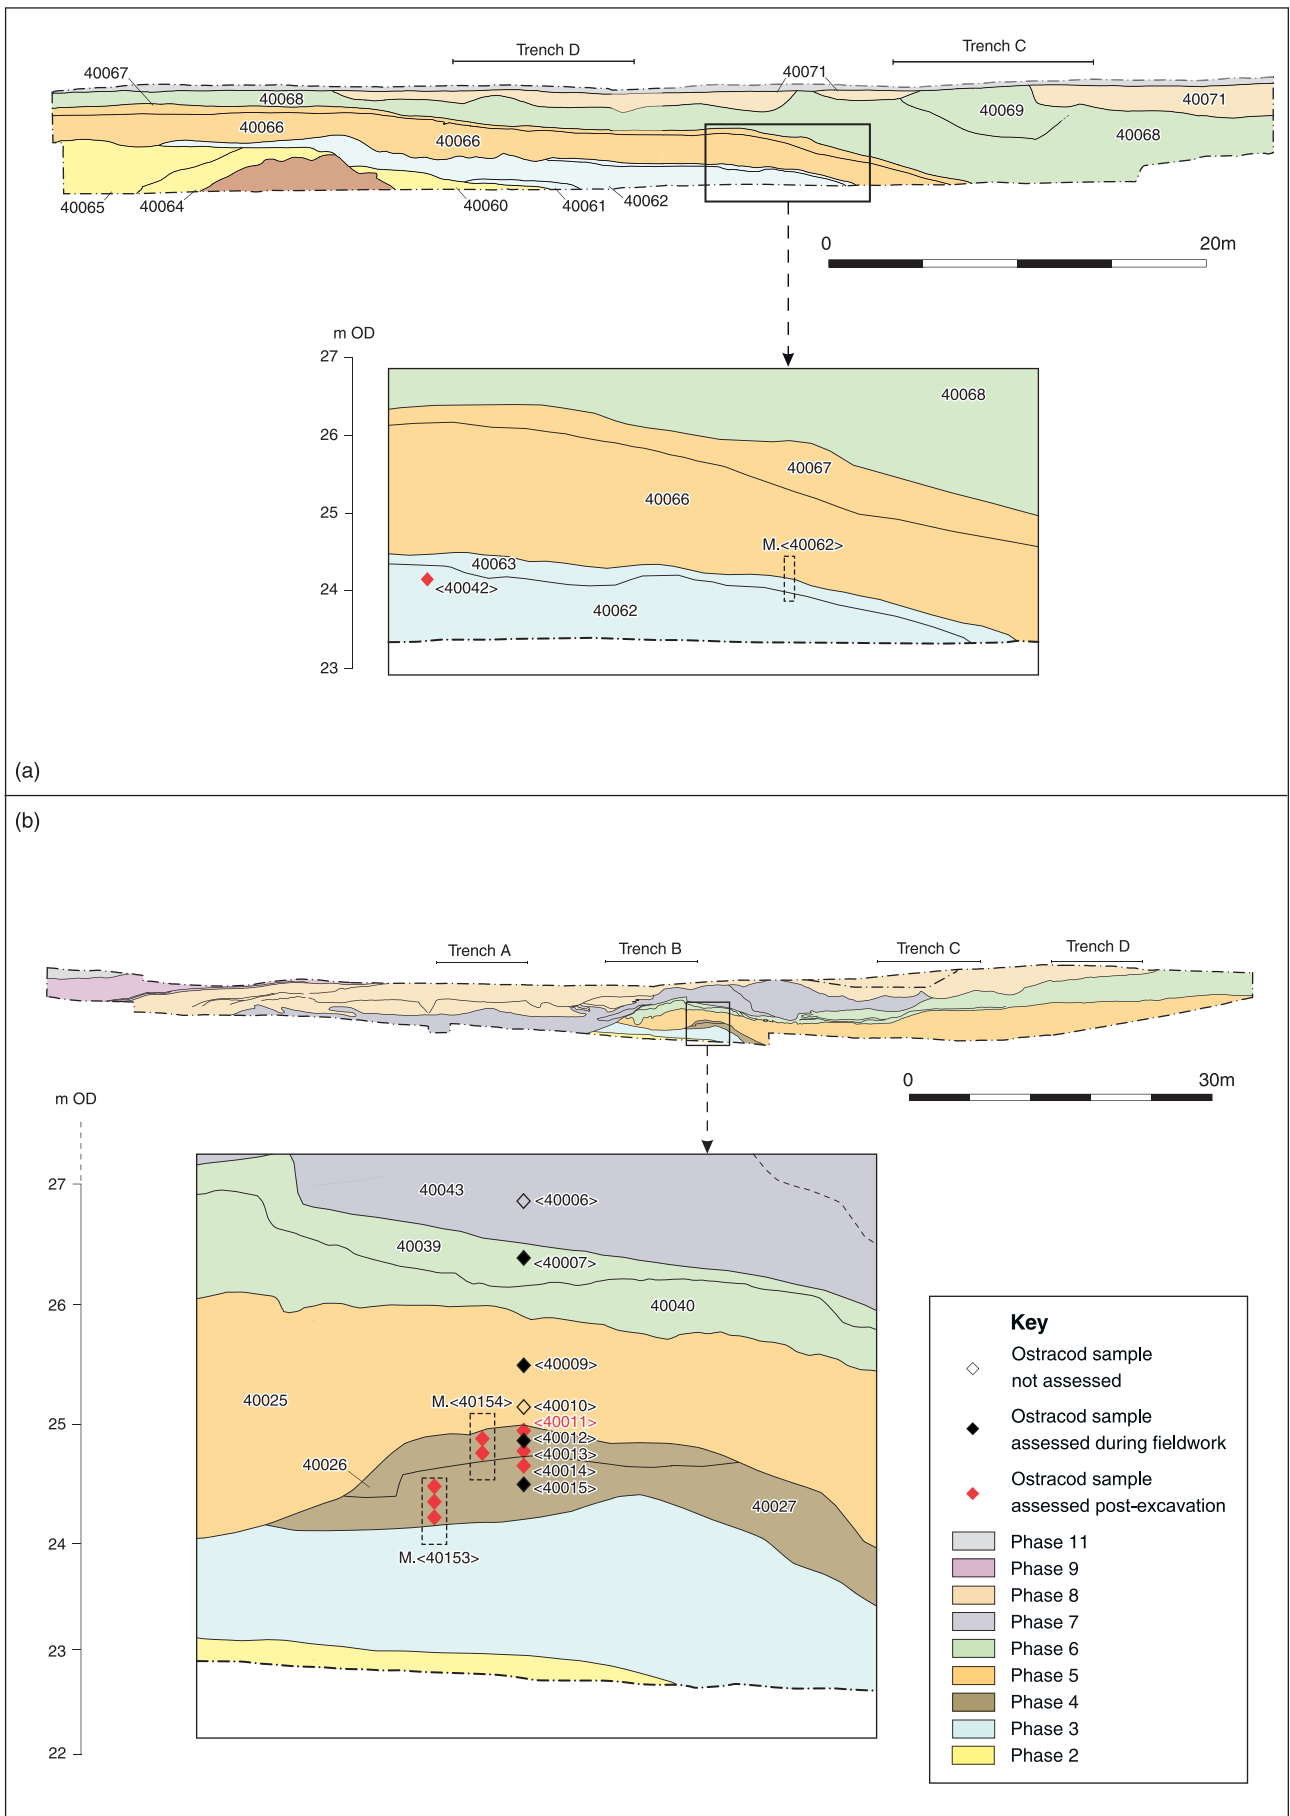 Trench D
Trench C
40067
40071
40068
40071
40066
40066
40069
40068
40065
40064
40060
40061
40062
0
20m
m OD
27
26
25
24
23
40068
40067
40066
M.<40062>
40063
<40042>
40062
(a)
(b)
Trench A
Trench B
Trench C
Trench D
0
30m
m OD
27
26
25
24
23
22
40043
<40006>
40039
<40007>
40040
<40009>
40025
M.<40154>
<40010>
<40011>
<40012>
<40013>
40026
<40014>
<40015>
40027
M.<40153>
Key
Ostracod sample
not assessed
Ostracod sample
assessed during fieldwork
Ostracod sample
assessed post-excavation
Phase 11
Phase 9
Phase 8
Phase 7
Phase 6
Phase 5
Phase 4
Phase 3
Phase 2